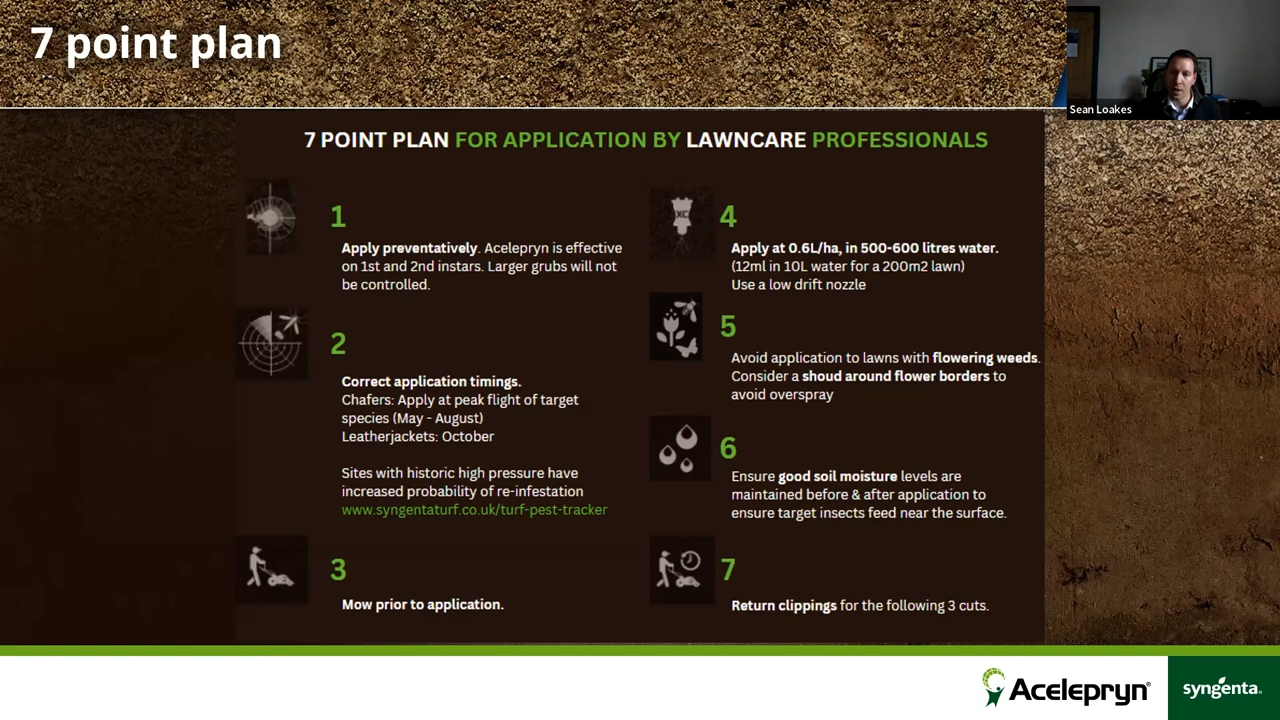 7 point plan
Sean Loakes
7 POINT PLAN FOR APPLICATION BY LAWNCARE PROFESSIONALS
1
Apply preventatively. Acelepryn is effective
on 1st and 2nd instars. Larger grubs will not
be controlled.
2
Correct application timings.
Chafers: Apply at peak flight of target
species (May - August)
Leatherjackets: October
Sites with historic high pressure have
increased probability of re-infestation
www.syngentaturf.co.uk/turf-pest-tracker
3
Mow prior to application.
4
Apply at 0.6L/ha, in 500-600 litres water.
(12ml in 10L water for a 200m2 lawn)
Use a low drift nozzle
5
Avoid application to lawns with flowering weeds.
Consider a shoud around flower borders to
avoid overspray
6
Ensure good soil moisture levels are
maintained before & after application to
ensure target insects feed near the surface.
7
Return clippings for the following 3 cuts.
Acelepryn®
syngenta®